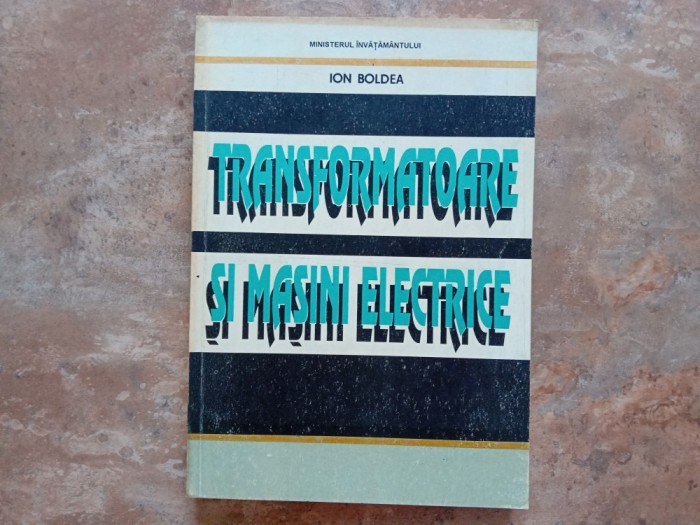 MINISTERUL ÎNVĂȚĂMÂNTULUI
ION BOLDEA
TRANSFORMATOARE
ȘI MAȘINI ELECTRICE